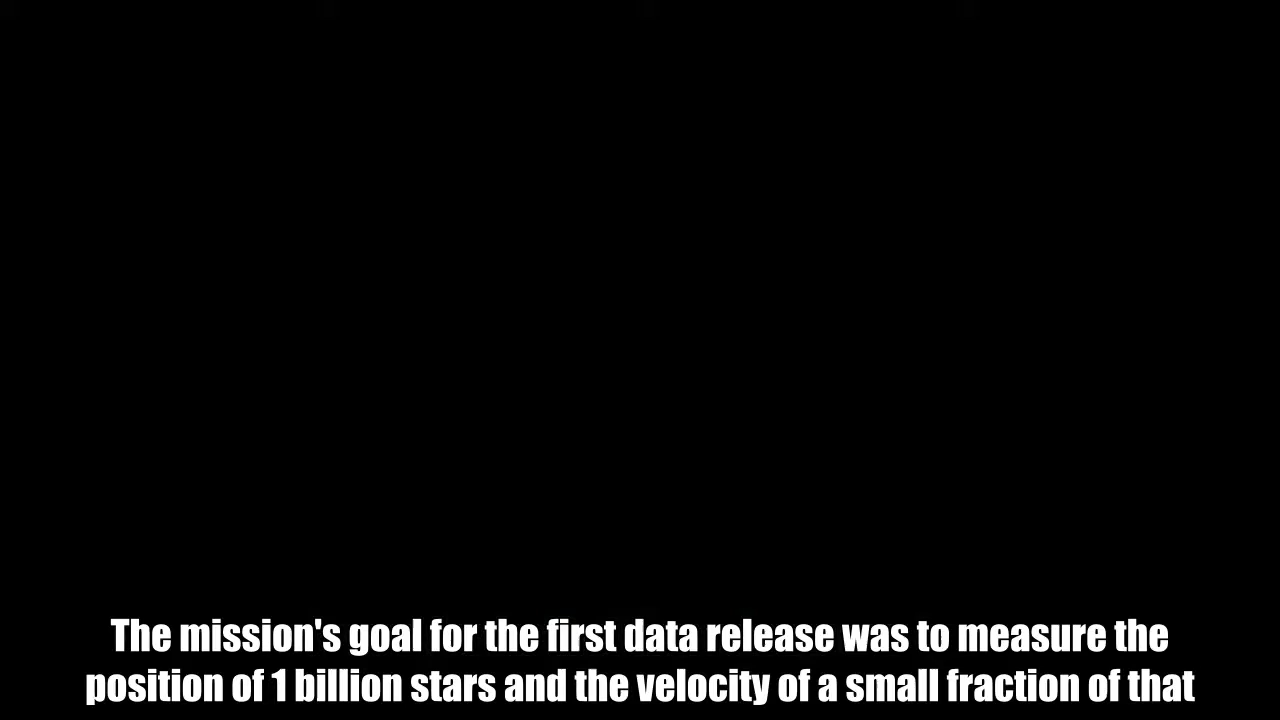 The mission's goal for the first data release was to measure the
position of 1 billion stars and the velocity of a small fraction of that